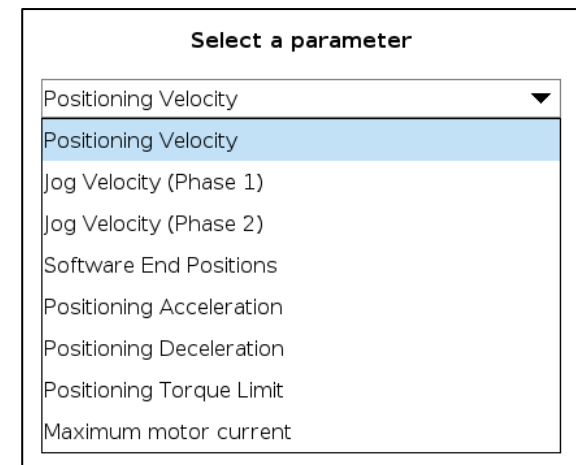 Select a parameter
Positioning Velocity
Positioning Velocity
Jog Velocity (Phase 1)
Jog Velocity (Phase 2)
Software End Positions
Positioning Acceleration
Positioning Deceleration
Positioning Torque Limit
Maximum motor current